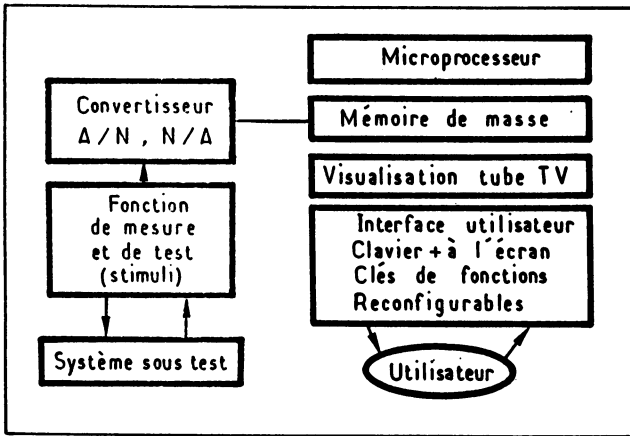 Convertisseur
A/N , N/A
Fonction
de mesure
et de test
(stimuli)
Système sous test
Microprocesseur
Mémoire de masse
Visualisation tube TV
Interface utilisateur
Clavier + à l'écran
Clés de fonctions
Reconfigurables
Utilisateur